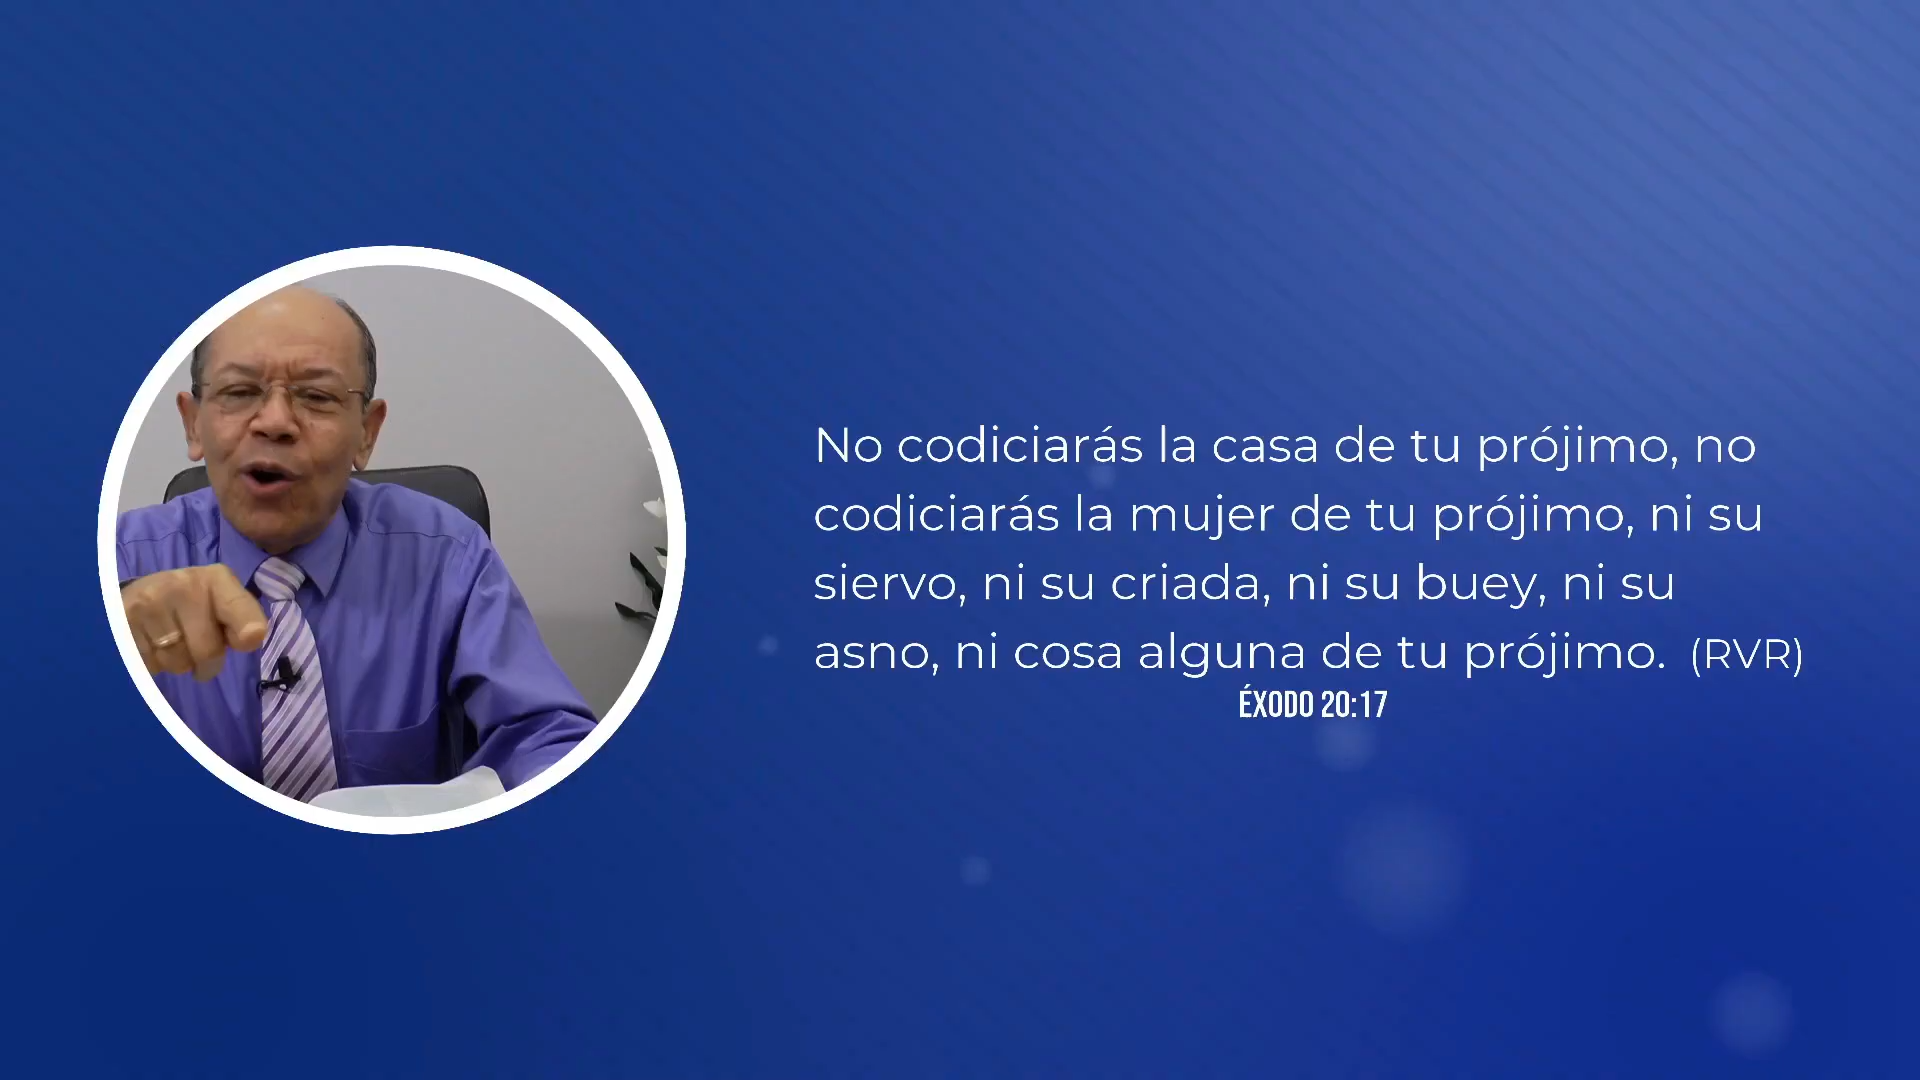 No codiciarás la casa de tu prójimo, no
codiciarás la mujer de tu prójimo, ni su
siervo, ni su criada, ni su buey, ni su
asno, ni cosa alguna de tu prójimo. (RVR)
ÉXODO 20:17